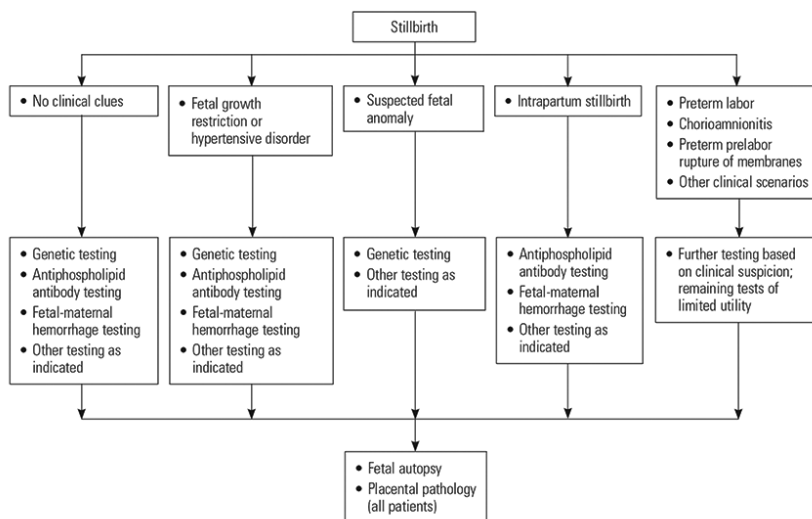 Stillbirth
• No clinical clues
• Fetal growth
restriction or
hypertensive disorder
• Suspected fetal
anomaly
• Intrapartum stillbirth
• Preterm labor
• Chorioamnionitis
• Preterm prelabor
rupture of membranes
• Other clinical scenarios
• Genetic testing
• Antiphospholipid
antibody testing
• Fetal-maternal
hemorrhage testing
• Other testing as
indicated
• Genetic testing
• Antiphospholipid
antibody testing
• Fetal-maternal
hemorrhage testing
• Other testing as
indicated
• Genetic testing
• Other testing as
indicated
• Antiphospholipid
antibody testing
• Fetal-maternal
hemorrhage testing
• Other testing as
indicated
• Further testing based
on clinical suspicion;
remaining tests of
limited utility
• Fetal autopsy
• Placental pathology
(all patients)